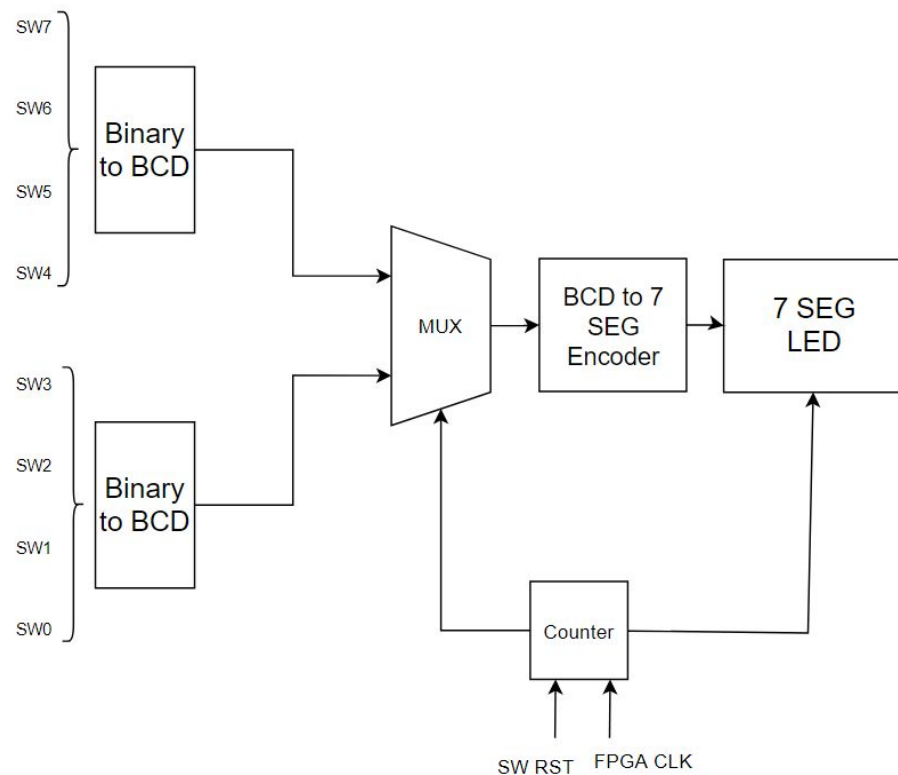 SW7
SW6
SW5
SW4
Binary
to BCD
SW3
SW2
SW1
SW0
Binary
to BCD
MUX
BCD to 7
SEG
Encoder
7 SEG
LED
Counter
SW RST
FPGA CLK